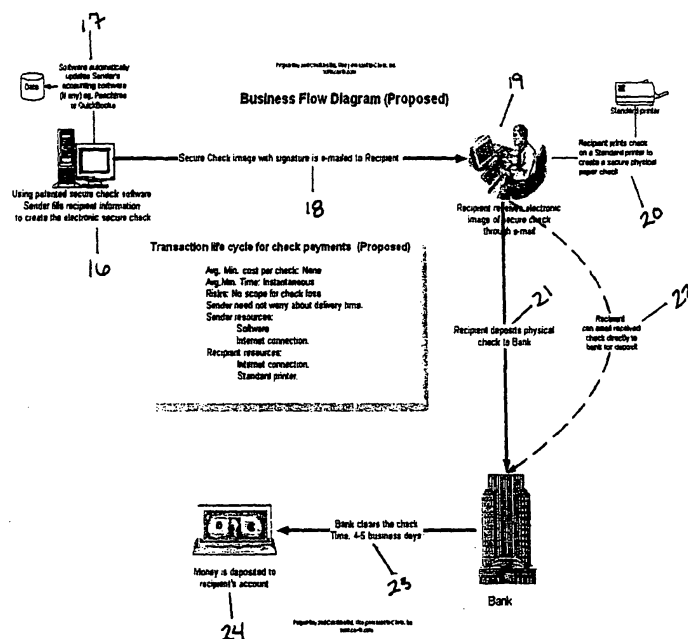 17
Software automatically
updates Sender's
accounting software
(if any) eg. Peachtree
or QuickBooks
Data
Business Flow Diagram (Proposed)
19
Standard printer
Secure Check image with signature is e-mailed to Recipient
18
Recipient prints check
on a Standard printer to
create a secure physical
paper check
20
Using patented secure check software
Sender fills recipient information
to create the electronic secure check
16
Recipient receives electronic
image of secure check
through e-mail
Transaction life cycle for check payments (Proposed)
Avg. Min. cost per check: None
Avg.Min. Time: Instantaneous
Risks: No scope for check loss
Sender need not worry about delivery
Sender resources:
Software
Internet connection.
Recipient resources:
Internet connection.
Standard printer.
21
Recipient deposits physical
check to Bank
22
Recipient
can email received
check directly to
bank for deposit
Bank clears the check
Time. 4-5 business days
23
Money is deposited to
recipient's account
24
Bank